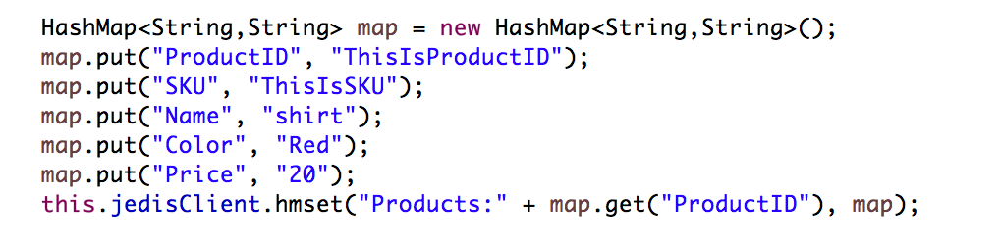 HashMap<String,String> map = new HashMap<String,String>();
map.put("ProductID", "ThisIsProductID");
map.put("SKU", "ThisIsSKU");
map.put("Name", "shirt");
map.put("Color", "Red");
map.put("Price", "20");
this.jedisClient.hmset("Products:" + map.get("ProductID"), map);